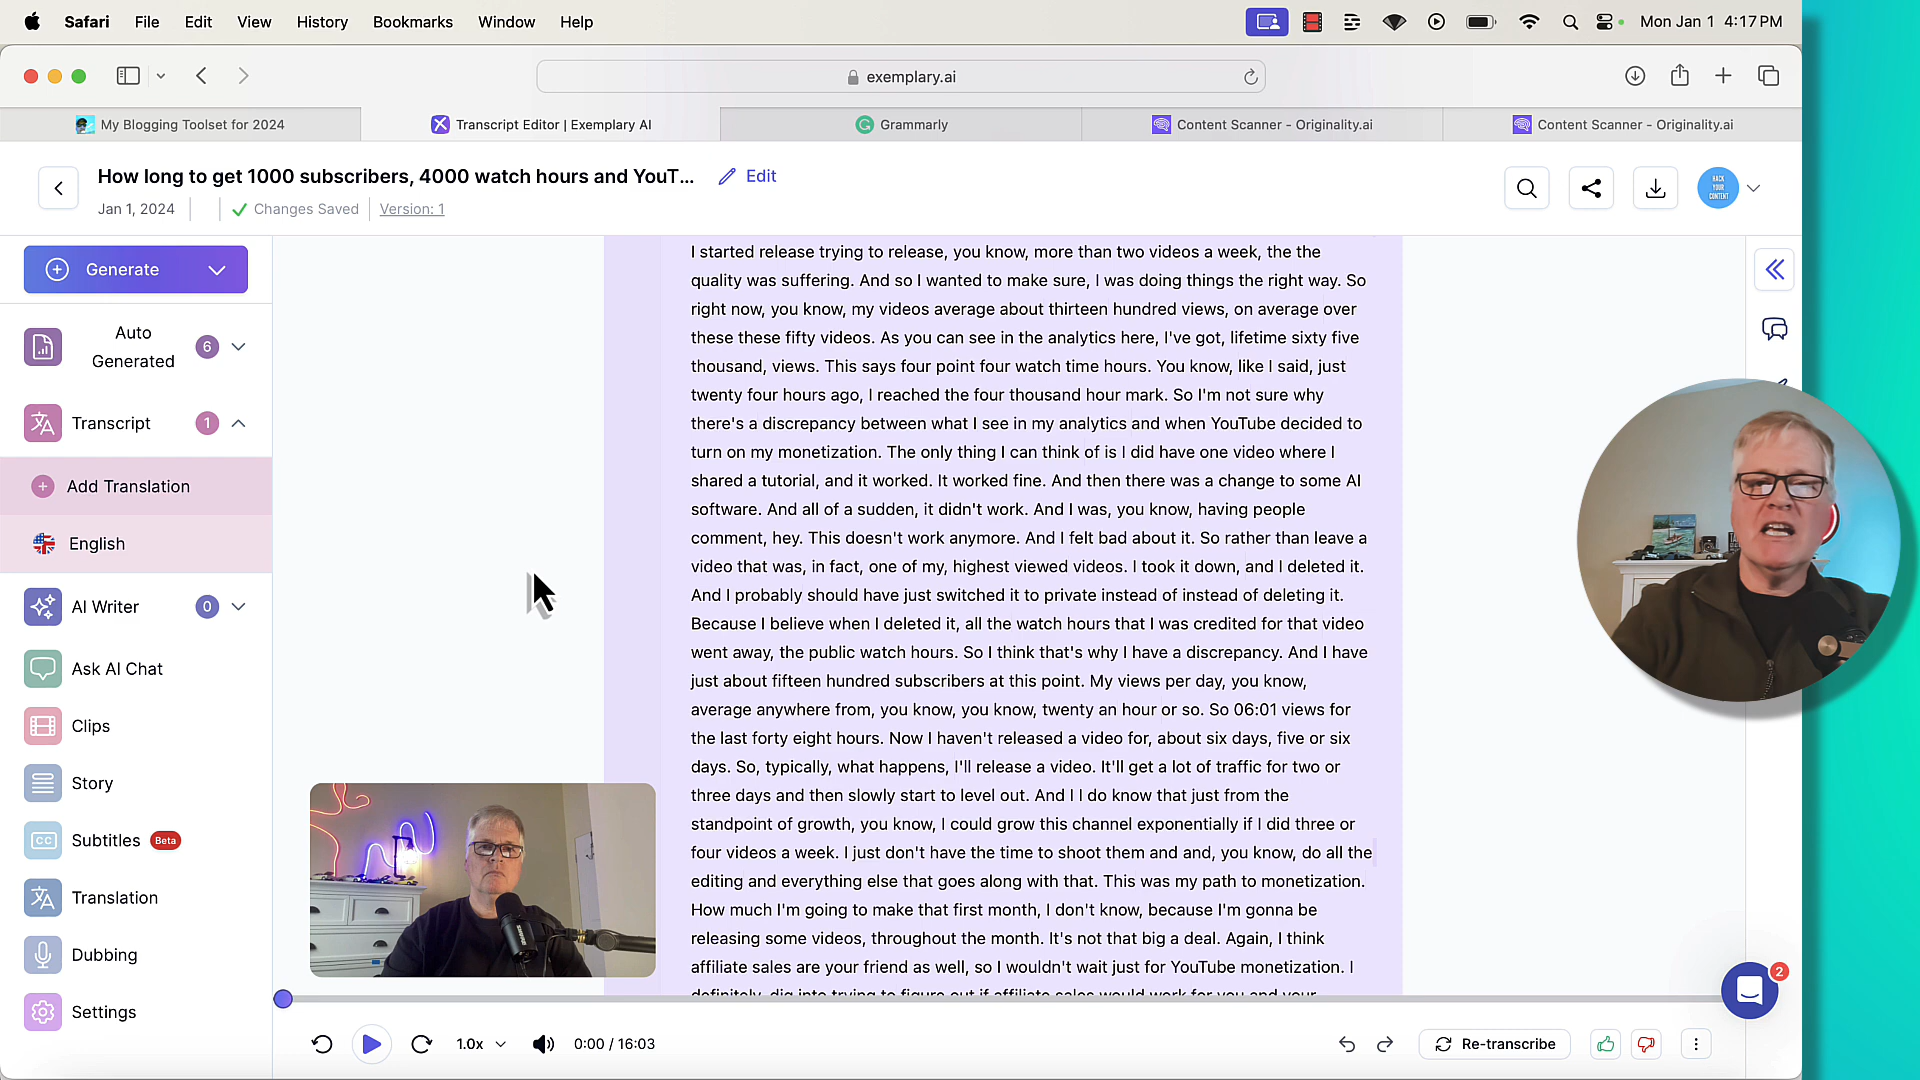 Safari File Edit View History Bookmarks Window Help Mon Jan 1 4:17 PM
exemplary.ai
My Blogging Toolset for 2024
Transcript Editor | Exemplary AI
Grammarly
Content Scanner - Originality.ai
Content Scanner - Originality.ai
How long to get 1000 subscribers, 4000 watch hours and YouT...
Edit
Jan 1, 2024
Changes Saved
Version: 1
HACK
YOUR
CONTENT
Generate
Auto
Generated
6
Transcript
1
Add Translation
English
AI Writer
0
Ask AI Chat
Clips
Story
CC
Subtitles
Beta
Translation
Dubbing
Settings
I started release trying to release, you know, more than two videos a week, the the
quality was suffering. And so I wanted to make sure, I was doing things the right way. So
right now, you know, my videos average about thirteen hundred views, on average over
these these fifty videos. As you can see in the analytics here, I've got, lifetime sixty five
thousand, views. This says four point four watch time hours. You know, like I said, just
twenty four hours ago, I reached the four thousand hour mark. So I'm not sure why
there's a discrepancy between what I see in my analytics and when YouTube decided to
turn on my monetization. The only thing I can think of is I did have one video where I
shared a tutorial, and it worked. It worked fine. And then there was a change to some AI
software. And all of a sudden, it didn't work. And I was, you know, having people
comment, hey. This doesn't work anymore. And I felt bad about it. So rather than leave a
video that was, in fact, one of my, highest viewed videos. I took it down, and I deleted it.
And I probably should have just switched it to private instead of instead of deleting it.
Because I believe when I deleted it, all the watch hours that I was credited for that video
went away, the public watch hours. So I think that's why I have a discrepancy. And I have
just about fifteen hundred subscribers at this point. My views per day, you know,
average anywhere from, you know, you know, twenty an hour or so. So 06:01 views for
the last forty eight hours. Now I haven't released a video for, about six days, five or six
days. So, typically, what happens, I'll release a video. It'll get a lot of traffic for two or
three days and then slowly start to level out. And I I do know that just from the
standpoint of growth, you know, I could grow this channel exponentially if I did three or
four videos a week. I just don't have the time to shoot them and and, you know, do all the
editing and everything else that goes along with that. This was my path to monetization.
How much I'm going to make that first month, I don't know, because I'm gonna be
releasing some videos, throughout the month. It's not that big a deal. Again, I think
affiliate sales are your friend as well, so I wouldn't wait just for YouTube monetization. I
definitely, dig into trying to figure out if affiliate sales would work for you and your
2
1.0x
0:00 / 16:03
Re-transcribe